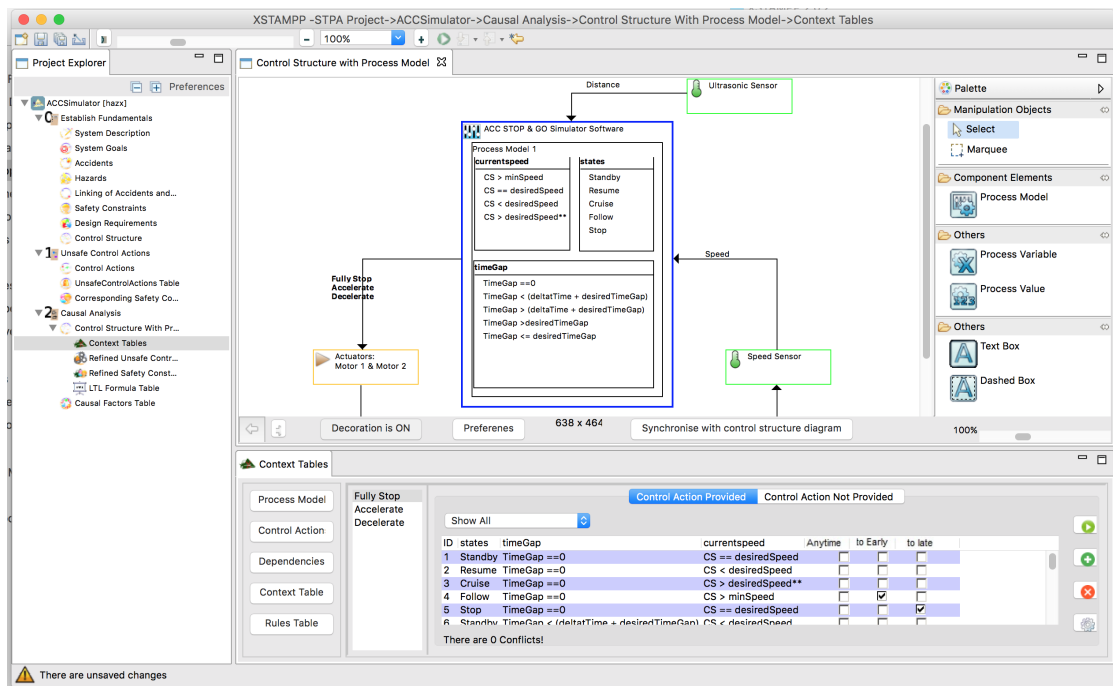 XSTAMPP -STPA Project->ACCSimulator->Causal Analysis->Control Structure With Process Model->Context Tables
100%
Project Explorer
Preferences
ACCSimulator [hazx]
0 Establish Fundamentals
System Description
System Goals
Accidents
Hazards
Linking of Accidents and...
Safety Constraints
Design Requirements
Control Structure
1 Unsafe Control Actions
Control Actions
UnsafeControlActions Table
Corresponding Safety Co...
2 Causal Analysis
Control Structure With Pr...
Context Tables
Refined Unsafe Contr...
Refined Safety Const...
LTL Formula Table
Causal Factors Table
Control Structure with Process Model
Distance
Ultrasonic Sensor
ACC STOP & GO Simulator Software
Process Model 1
currentspeed
CS > minSpeed
CS == desiredSpeed
CS < desiredSpeed
CS > desiredSpeed**
states
Standby
Resume
Cruise
Follow
Stop
timeGap
TimeGap ==0
TimeGap < (deltatTime + desiredTimeGap)
TimeGap > (deltaTime + desiredTimeGap)
TimeGap >desiredTimeGap
TimeGap <= desiredTimeGap
Speed
Fully Stop
Accelerate
Decelerate
Actuators:
Motor 1 & Motor 2
Speed Sensor
Decoration is ON
Preferenes
638 x 464
Synchronise with control structure diagram
100%
Palette
Manipulation Objects
Select
Marquee
Component Elements
Process Model
Others
Process Variable
Process Value
Others
Text Box
Dashed Box
Context Tables
Process Model
Control Action
Dependencies
Context Table
Rules Table
Fully Stop
Accelerate
Decelerate
Control Action Provided Control Action Not Provided
Show All
ID states timeGap currentspeed Anytime to Early to late
1 Standby TimeGap ==0 CS == desiredSpeed
2 Resume TimeGap ==0 CS < desiredSpeed
3 Cruise TimeGap ==0 CS > desiredSpeed**
4 Follow TimeGap ==0 CS > minSpeed
5 Stop TimeGap ==0 CS == desiredSpeed
6 Standby TimeGap < (deltatTime + desiredTimeGap) CS < desiredSpeed
There are 0 Conflicts!
There are unsaved changes